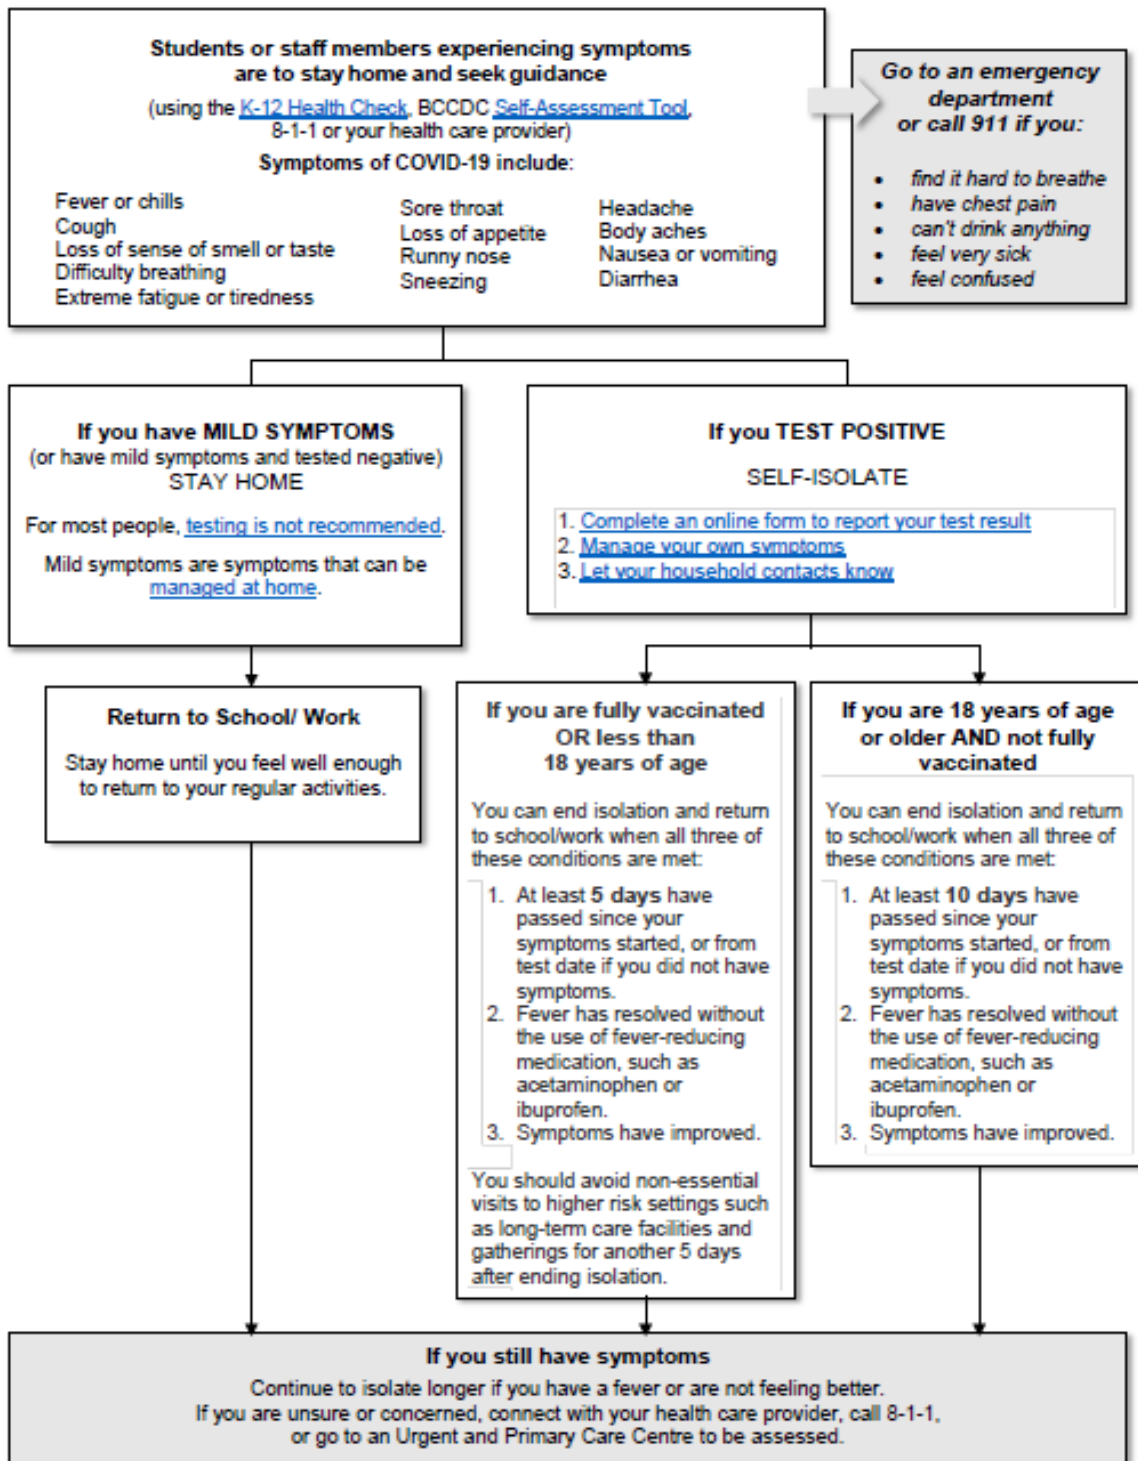 Students or staff members experiencing symptoms
are to stay home and seek guidance
(using the K-12 Health Check, BCCDC Self-Assessment Tool,
8-1-1 or your health care provider)
Symptoms of COVID-19 include:
Fever or chills
Cough
Loss of sense of smell or taste
Difficulty breathing
Extreme fatigue or tiredness
Sore throat
Loss of appetite
Runny nose
Sneezing
Headache
Body aches
Nausea or vomiting
Diarrhea
Go to an emergency
department
or call 911 if you:
• find it hard to breathe
• have chest pain
• can't drink anything
• feel very sick
• feel confused
If you have MILD SYMPTOMS
(or have mild symptoms and tested negative)
STAY HOME
For most people, testing is not recommended.
Mild symptoms are symptoms that can be
managed at home.
If you TEST POSITIVE
SELF-ISOLATE
1. Complete an online form to report your test result
2. Manage your own symptoms
3. Let your household contacts know
Return to School/ Work
Stay home until you feel well enough
to return to your regular activities.
If you are fully vaccinated
OR less than
18 years of age
You can end isolation and return
to school/work when all three of
these conditions are met:
1. At least 5 days have
passed since your
symptoms started, or from
test date if you did not have
symptoms.
2. Fever has resolved without
the use of fever-reducing
medication, such as
acetaminophen or
ibuprofen.
3. Symptoms have improved.
You should avoid non-essential
visits to higher risk settings such
as long-term care facilities and
gatherings for another 5 days
after ending isolation.
If you are 18 years of age
or older AND not fully
vaccinated
You can end isolation and return
to school/work when all three of
these conditions are met:
1. At least 10 days have
passed since your
symptoms started, or from
test date if you did not have
symptoms.
2. Fever has resolved without
the use of fever-reducing
medication, such as
acetaminophen or
ibuprofen.
3. Symptoms have improved.
If you still have symptoms
Continue to isolate longer if you have a fever or are not feeling better.
If you are unsure or concerned, connect with your health care provider, call 8-1-1,
or go to an Urgent and Primary Care Centre to be assessed.